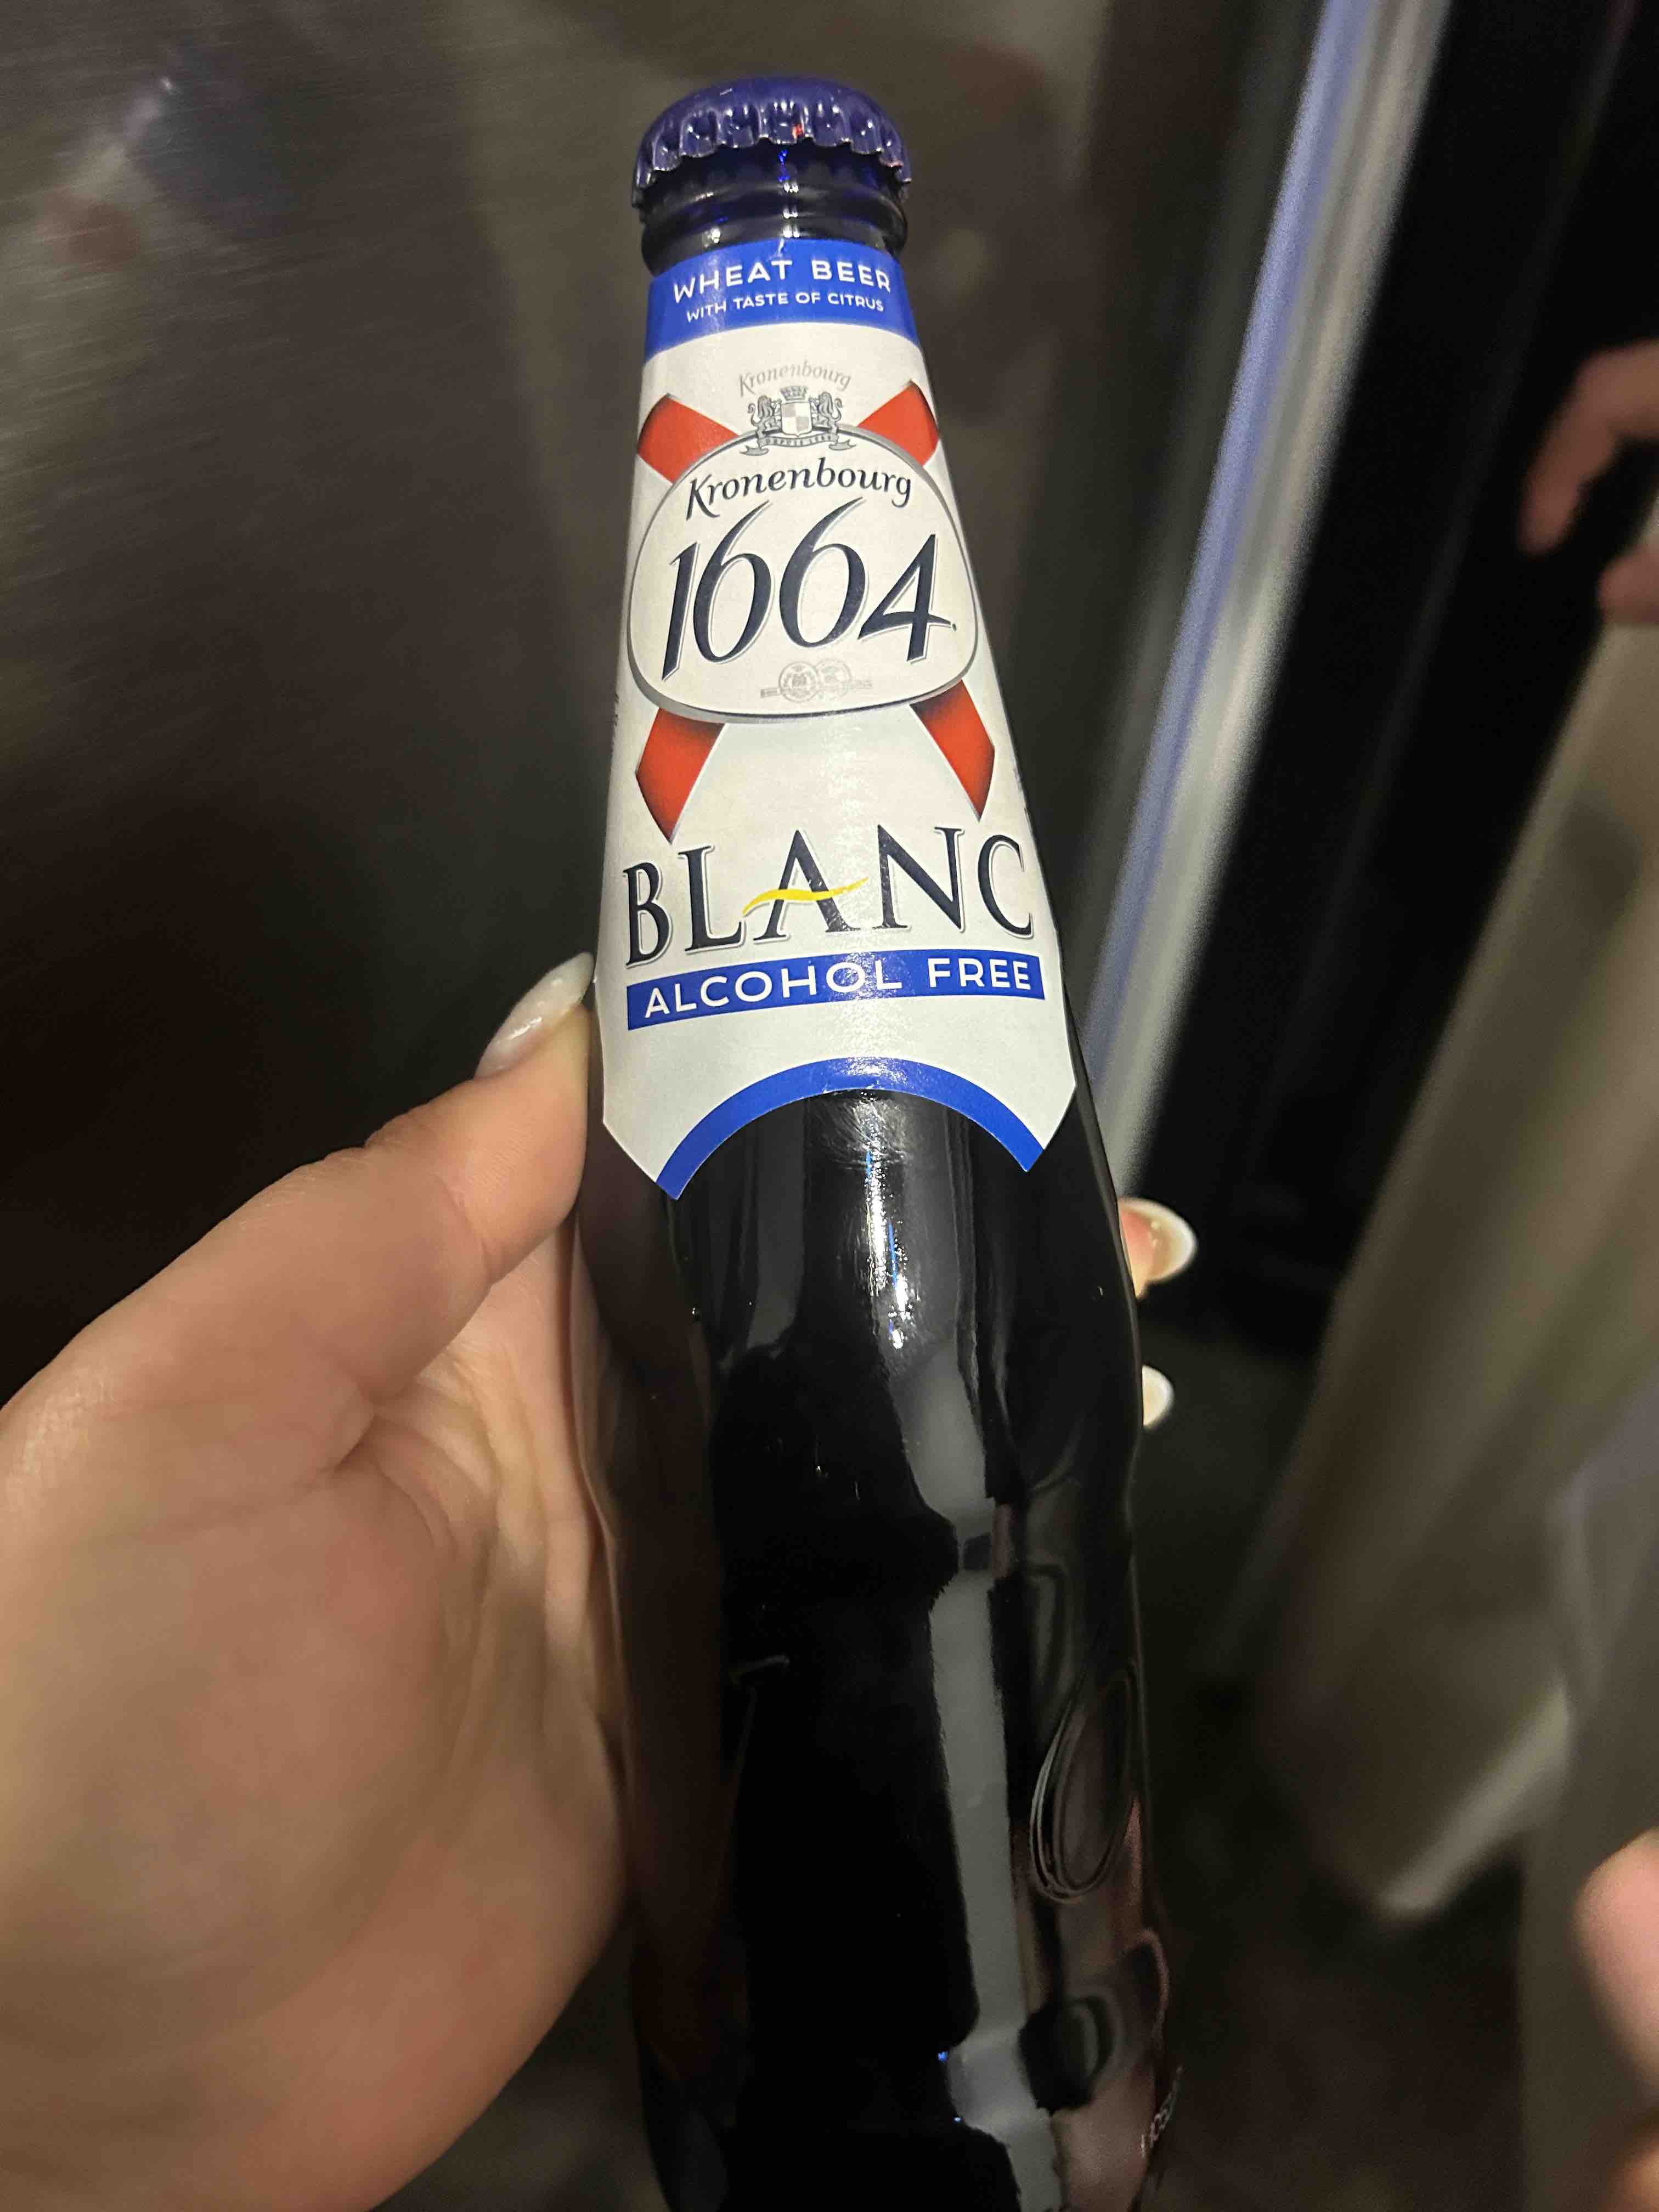 WHEAT BEER
WITH TASTE OF CITRUS
Kronenbourg
Kronenbourg
1664
BLANC
ALCOHOL FREE